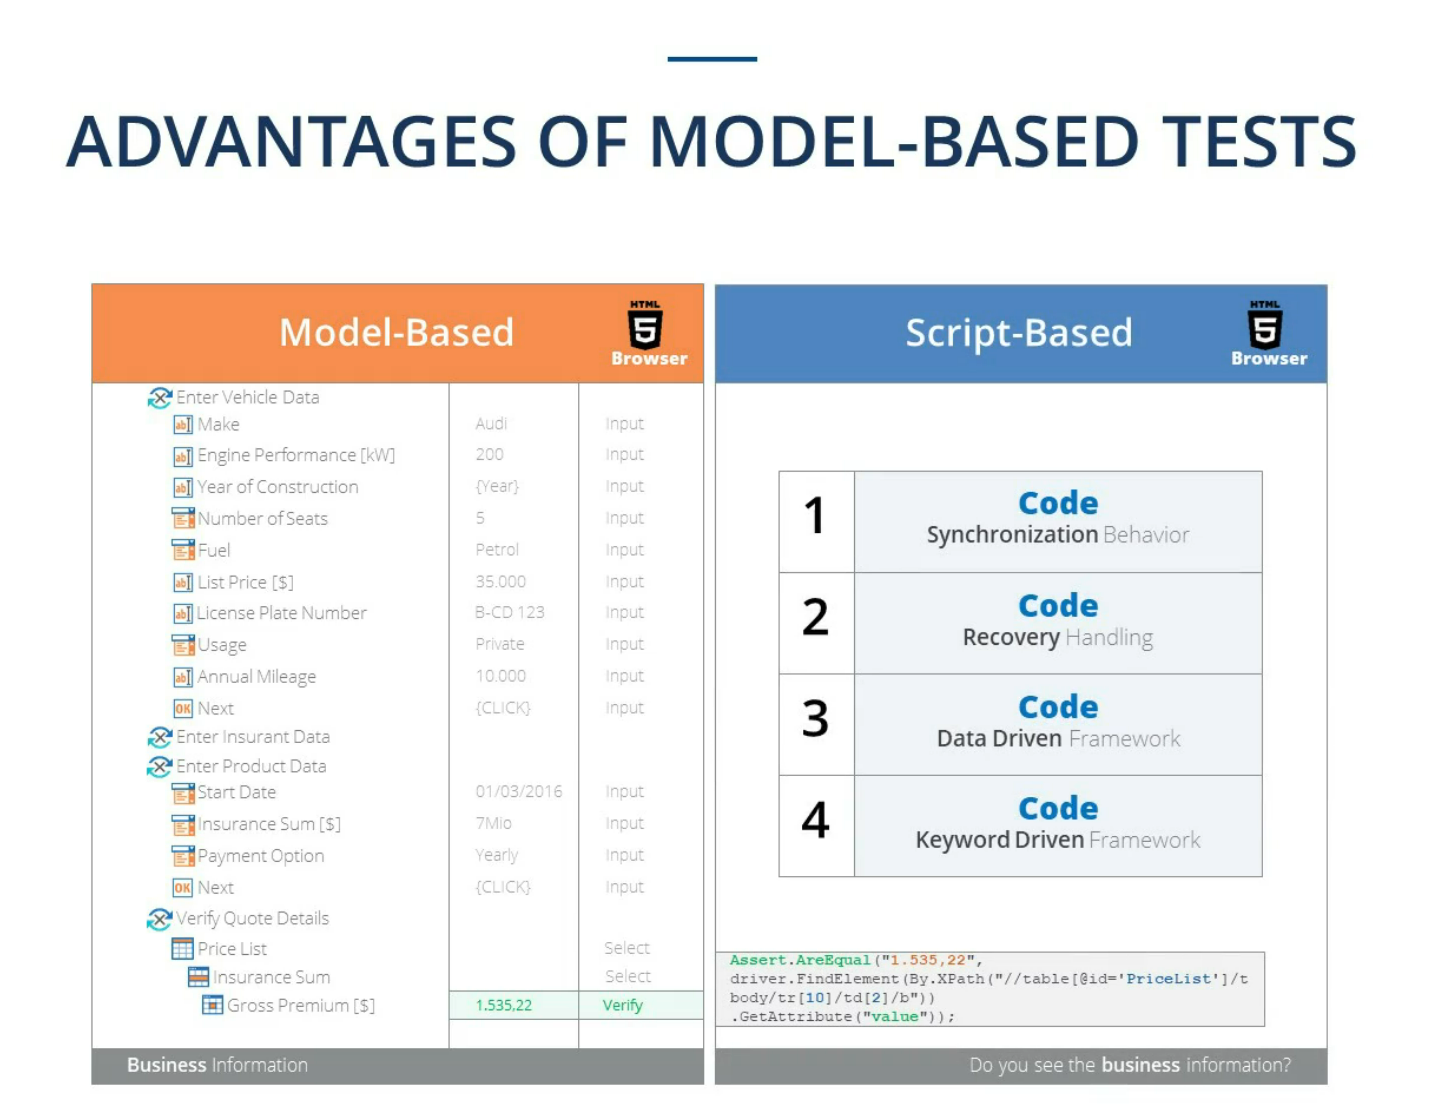 ADVANTAGES OF MODEL-BASED TESTS
Model-Based
HTML
5
Browser
Enter Vehicle Data
Make Audi Input
Engine Performance [kW] 200 Input
Year of Construction {Year} Input
Number of Seats 5 Input
Fuel Petrol Input
List Price [$] 35.000 Input
License Plate Number B-CD 123 Input
Usage Private Input
Annual Mileage 10.000 Input
OK Next {CLICK} Input
Enter Insurant Data
Enter Product Data
Start Date 01/03/2016 Input
Insurance Sum [$] 7Mio Input
Payment Option Yearly Input
OK Next {CLICK} Input
Verify Quote Details
Price List Select
Insurance Sum Select
Gross Premium [$] 1.535,22 Verify
Business Information
Script-Based
HTML
5
Browser
1 Code
Synchronization Behavior
2 Code
Recovery Handling
3 Code
Data Driven Framework
4 Code
Keyword Driven Framework
Assert.AreEqual("1.535,22",
driver.FindElement(By.XPath("//table[@id='PriceList']/t
body/tr[10]/td[2]/b"))
.GetAttribute("value"));
Do you see the business information?